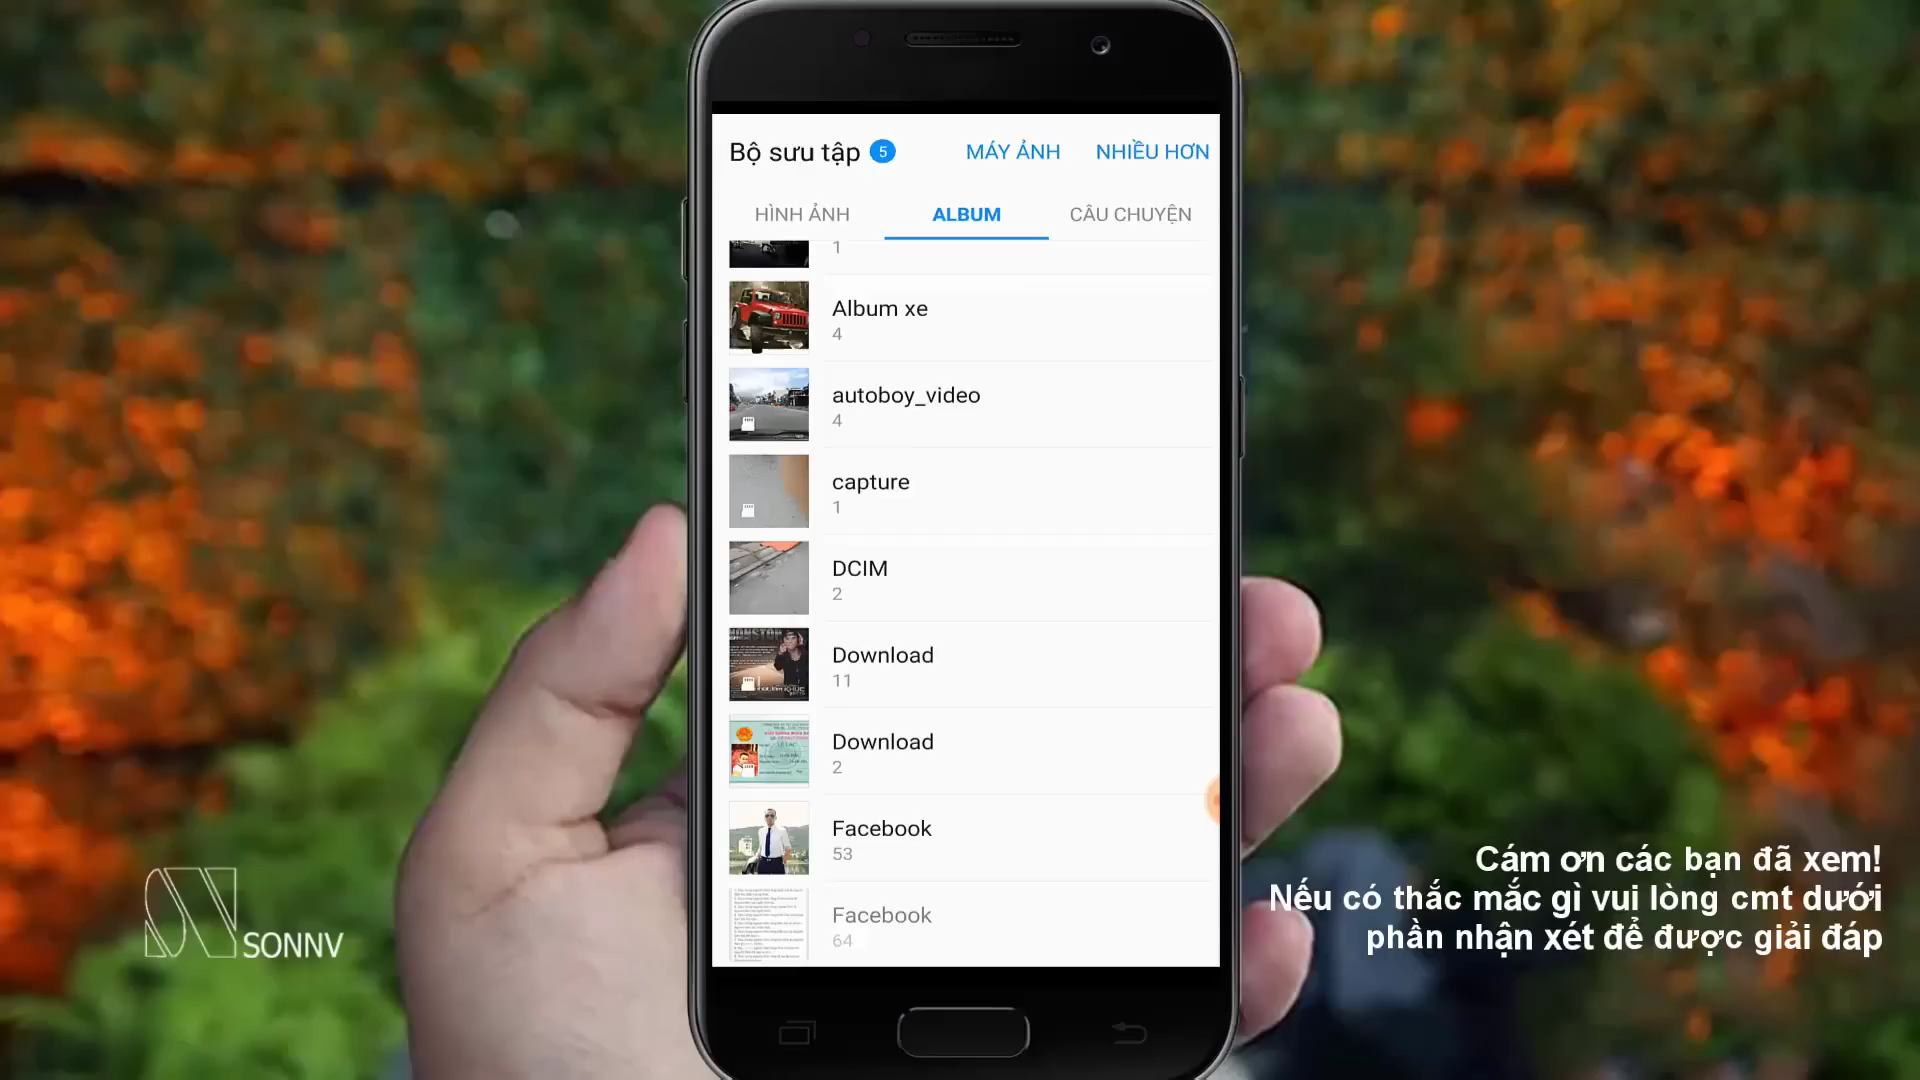 Bộ sưu tập 5
MÁY ẢNH
NHIỀU HƠN
HÌNH ẢNH
ALBUM
CÂU CHUYỆN
1
Album xe
4
autoboy_video
4
capture
1
DCIM
2
Download
11
Download
2
Facebook
53
Facebook
64
Cám ơn các bạn đã xem!
Nếu có thắc mắc gì vui lòng cmt dưới
phần nhận xét để được giải đáp
SONNV